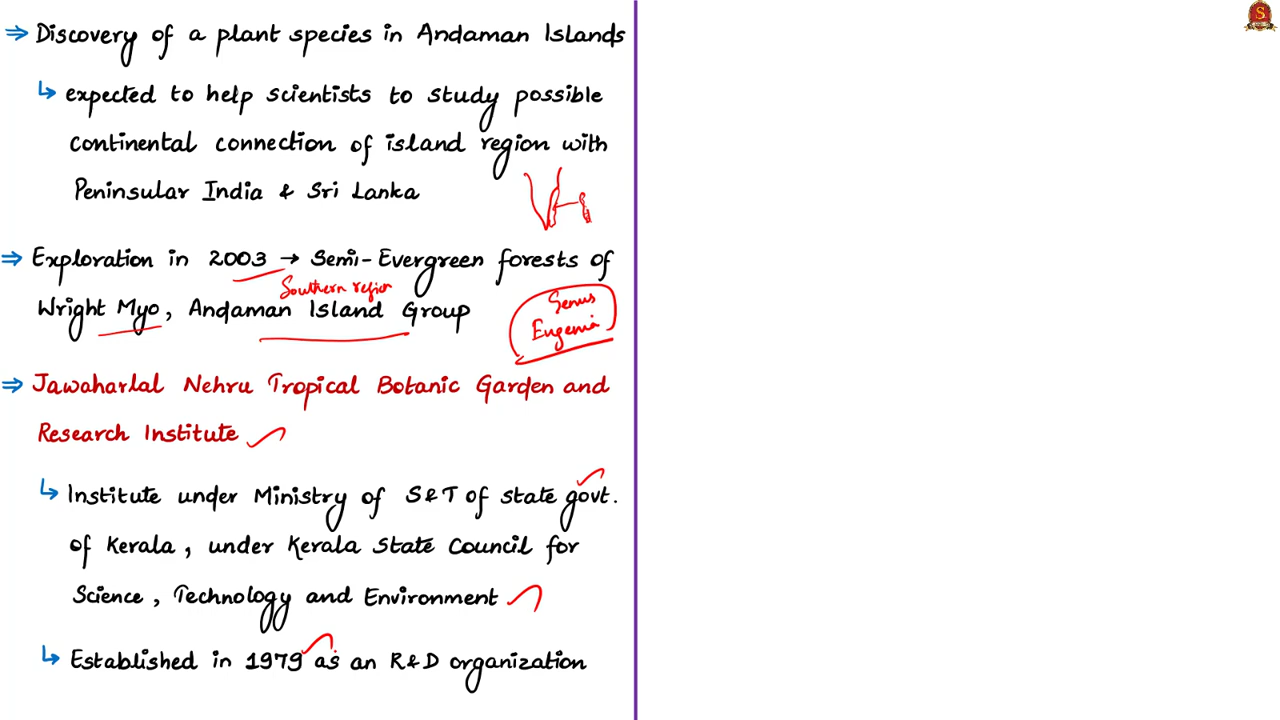 ⇒ Discovery of a plant species in Andaman Islands
↳ expected to help scientists to study possible
continental connection of island region with
Peninsular India & Sri Lanka
⇒ Exploration in 2003 → Semi-Evergreen forests of
Southern region
Wright Myo, Andaman Island Group
Genus
Eugenia
⇒ Jawaharlal Nehru Tropical Botanic Garden and
Research Institute
↳ Institute under Ministry of S&T of state govt.
of Kerala, under Kerala State Council for
Science, Technology and Environment
↳ Established in 1979 as an R&D organization